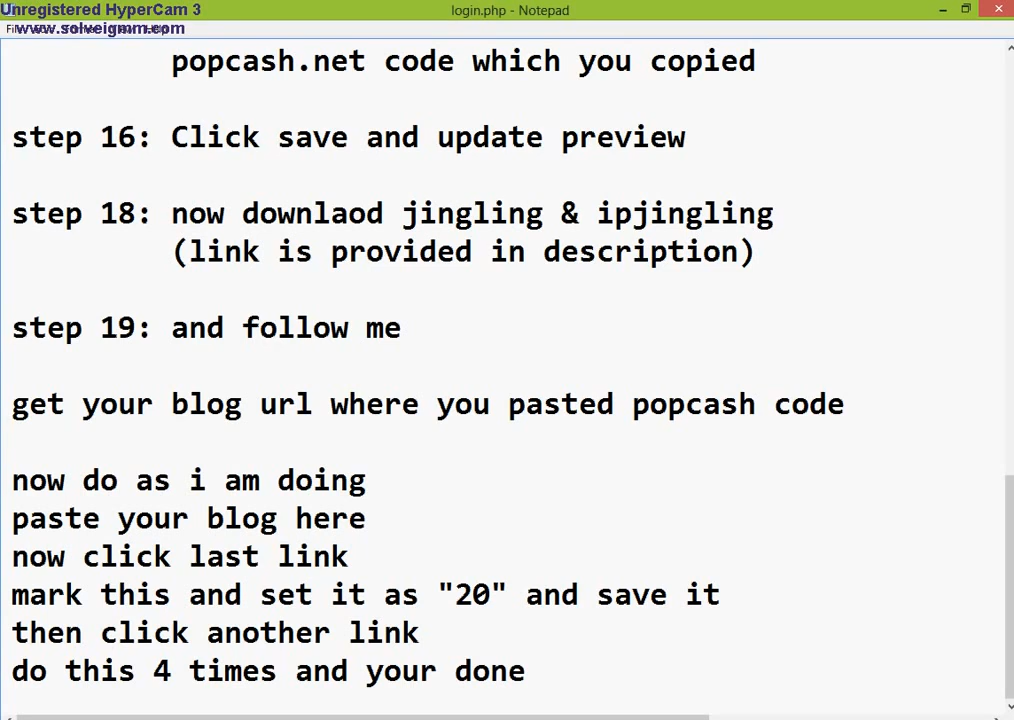 Unregistered HyperCam 3
login.php - Notepad
www.solveigmm.com
popcash.net code which you copied
step 16: Click save and update preview
step 18: now downlaod jingling & ipjingling
(link is provided in description)
step 19: and follow me
get your blog url where you pasted popcash code
now do as i am doing
paste your blog here
now click last link
mark this and set it as "20" and save it
then click another link
do this 4 times and your done